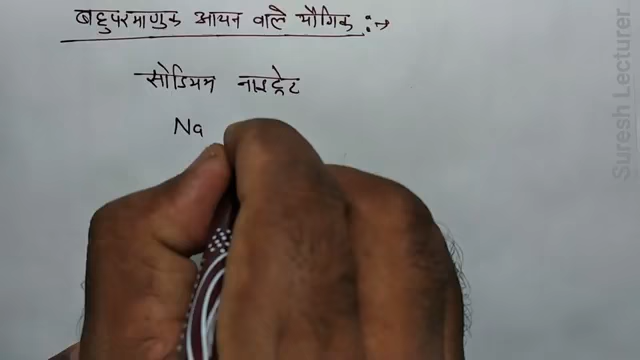 बहुपरमाणुक आयन वाले यौगिक :→
सोडियम नाइट्रेट
Na
Suresh Lecturer